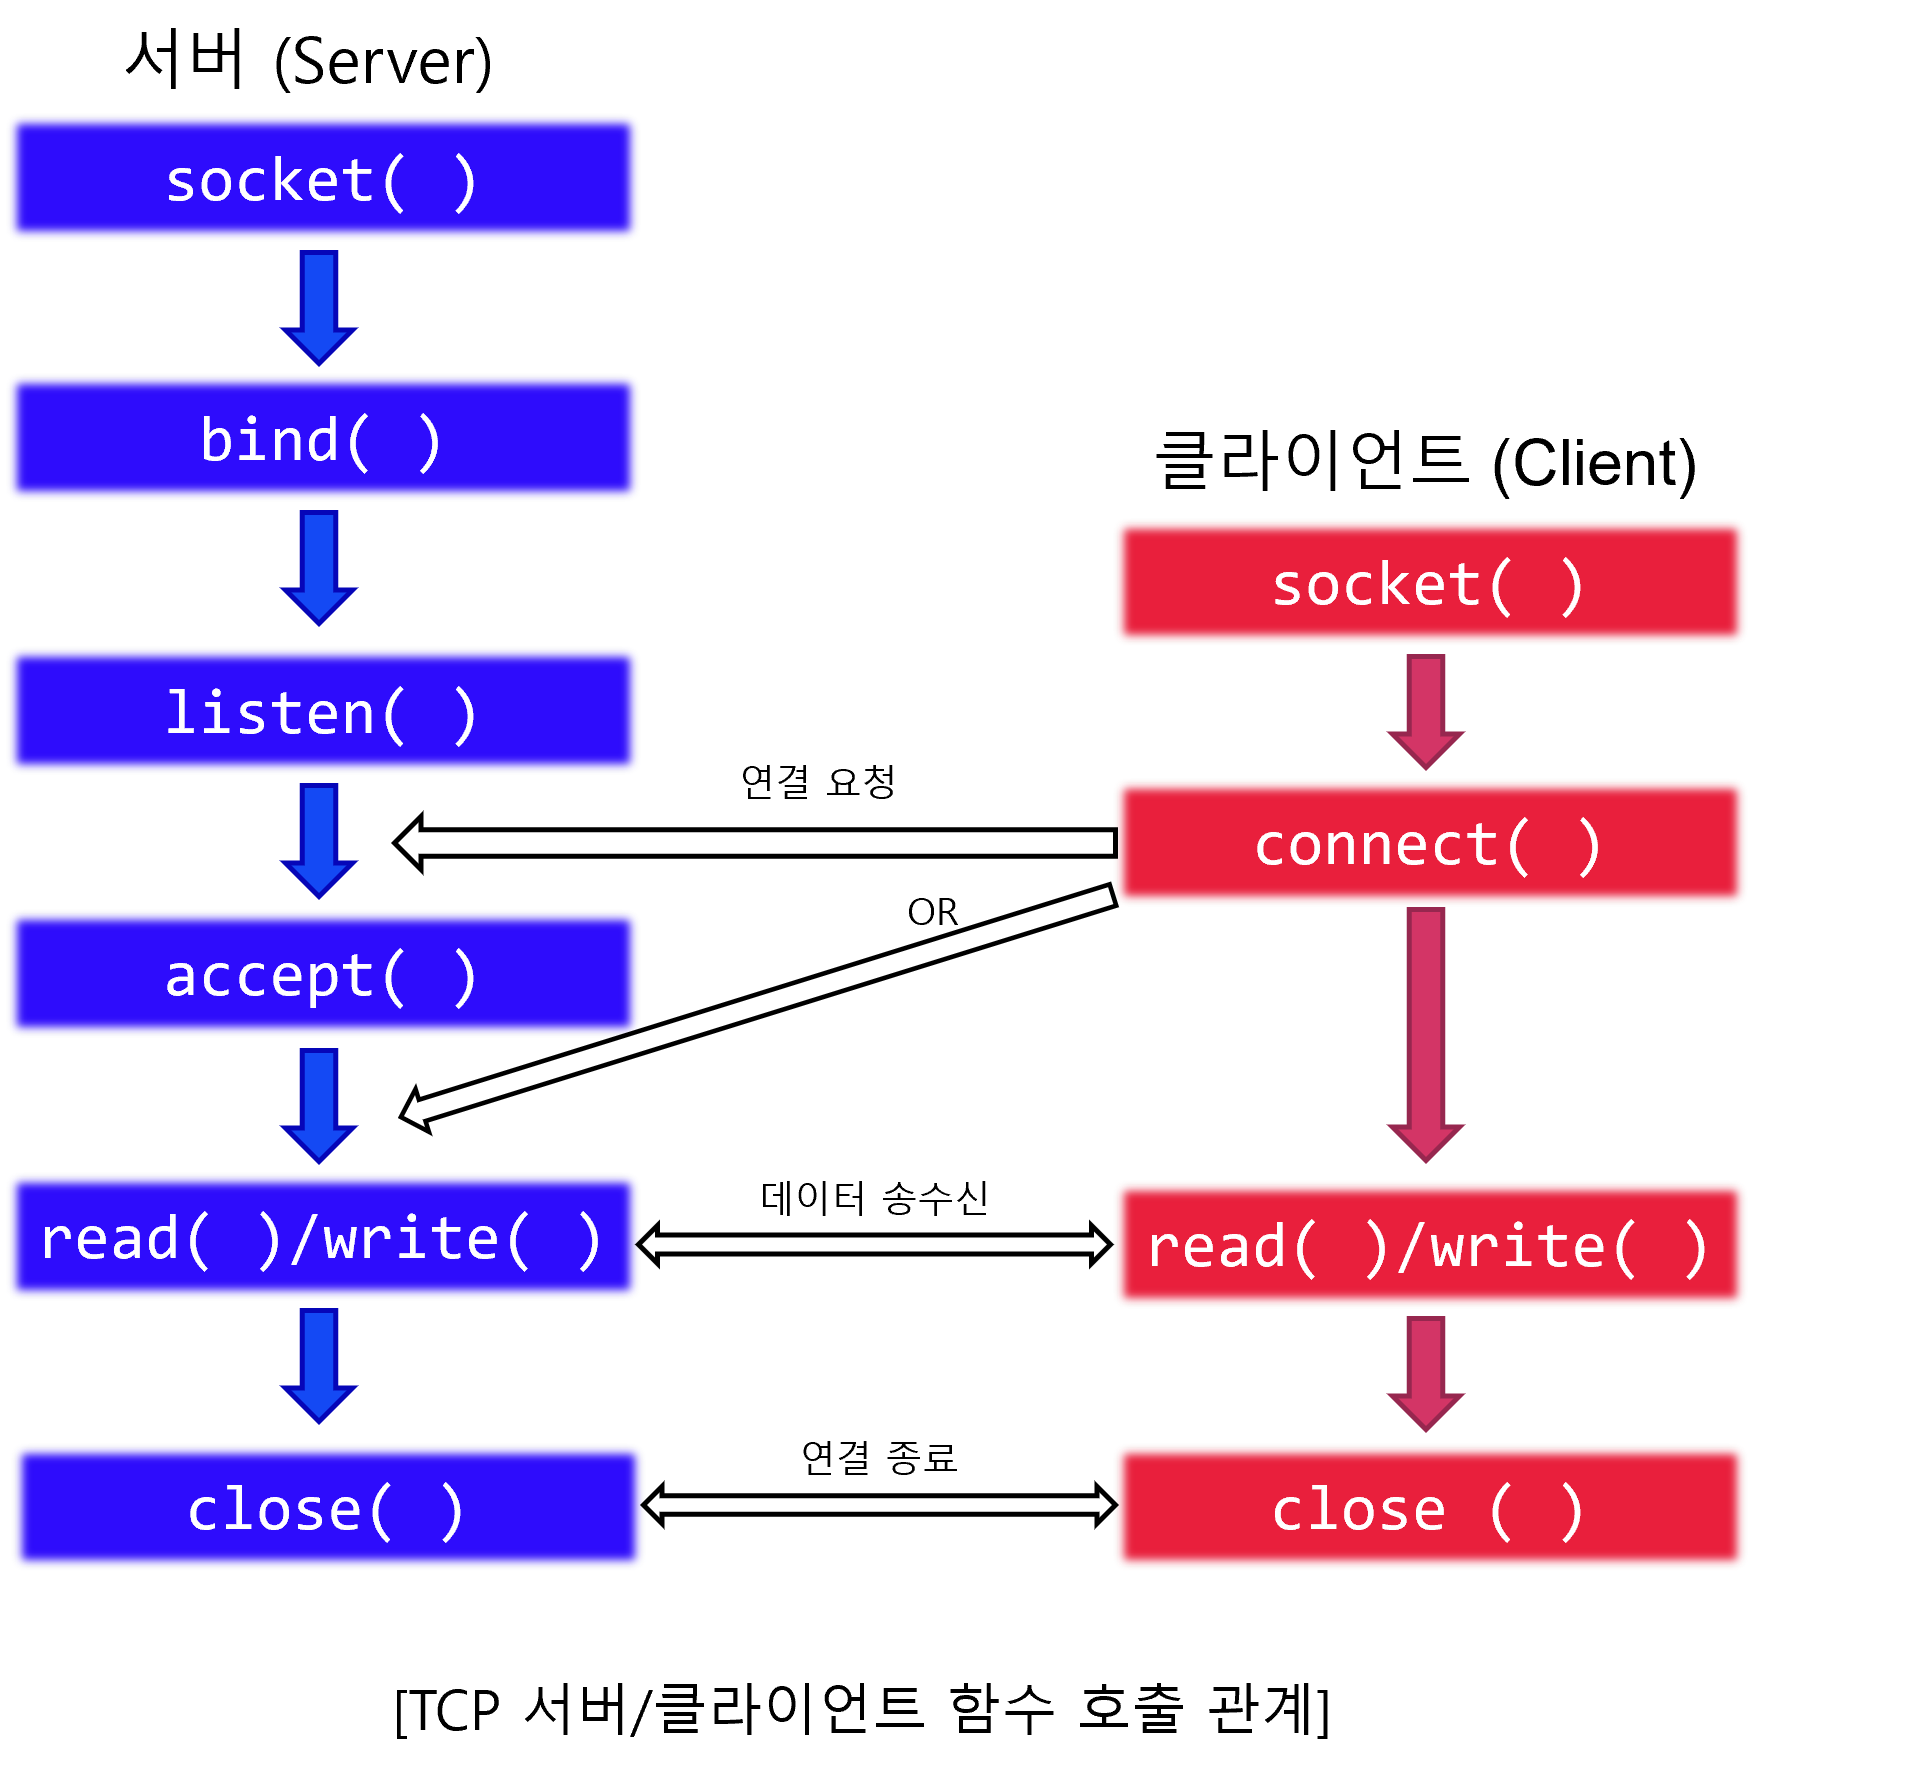 서버 (Server)
socket( )
bind( )
listen( )
accept( )
read( )/write( )
close( )
클라이언트 (Client)
socket( )
connect( )
read( )/write( )
close ( )
연결 요청
OR
데이터 송수신
연결 종료
[TCP 서버/클라이언트 함수 호출 관계]